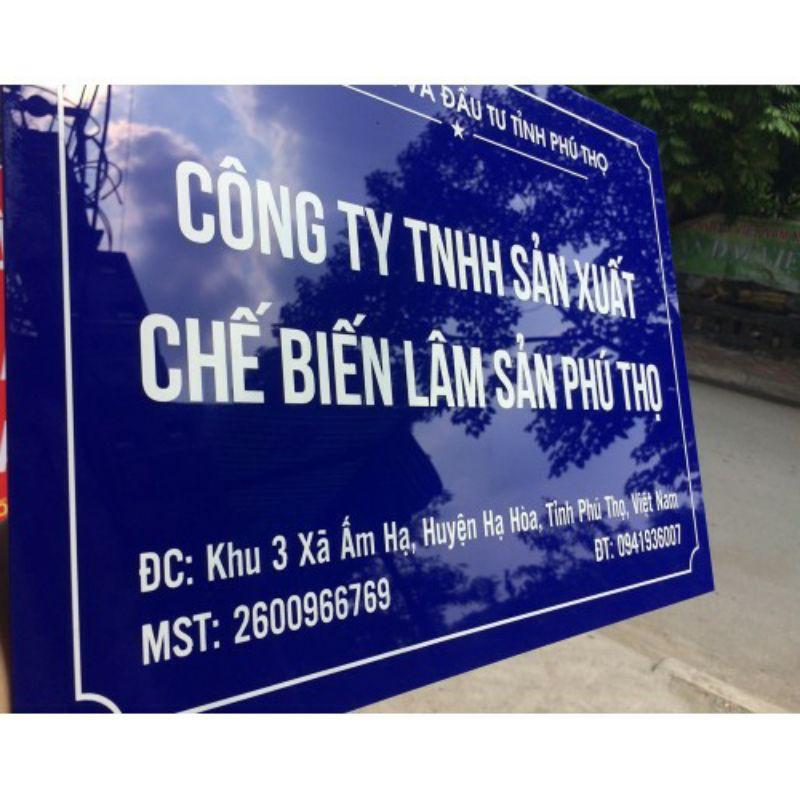 VÀ ĐẦU TƯ TỈNH PHÚ THỌ
CÔNG TY TNHH SẢN XUẤT
CHẾ BIẾN LÂM SẢN PHÚ THỌ
ĐC: Khu 3 Xã Ấm Hạ, Huyện Hạ Hòa, Tỉnh Phú Thọ, Việt Nam
MST: 2600966769
ĐT: 0941936007